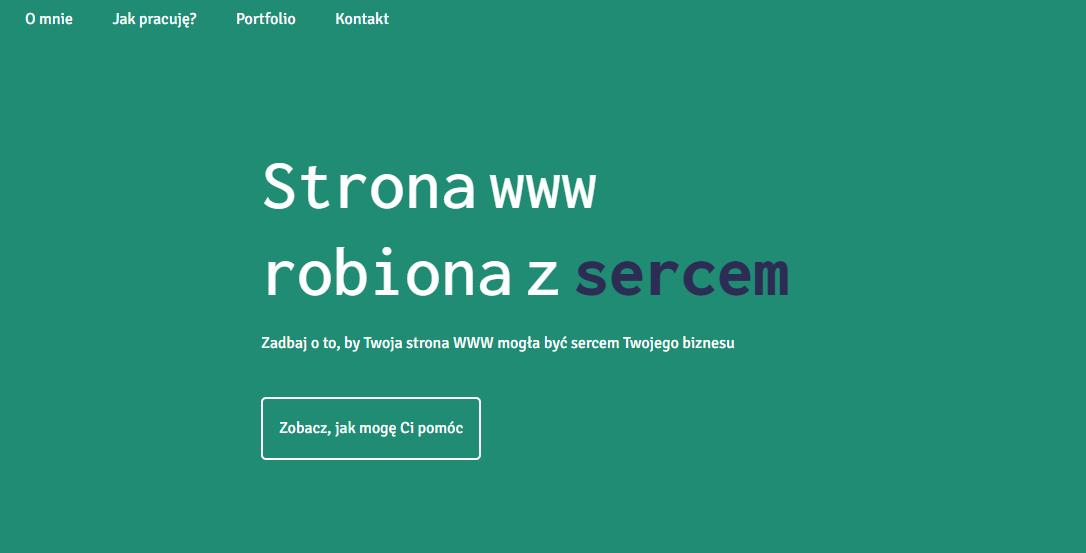 O mnie Jak pracuję? Portfolio Kontakt
Strona www
robiona z sercem
Zadbaj o to, by Twoja strona WWW mogła być sercem Twojego biznesu
Zobacz, jak mogę Ci pomóc